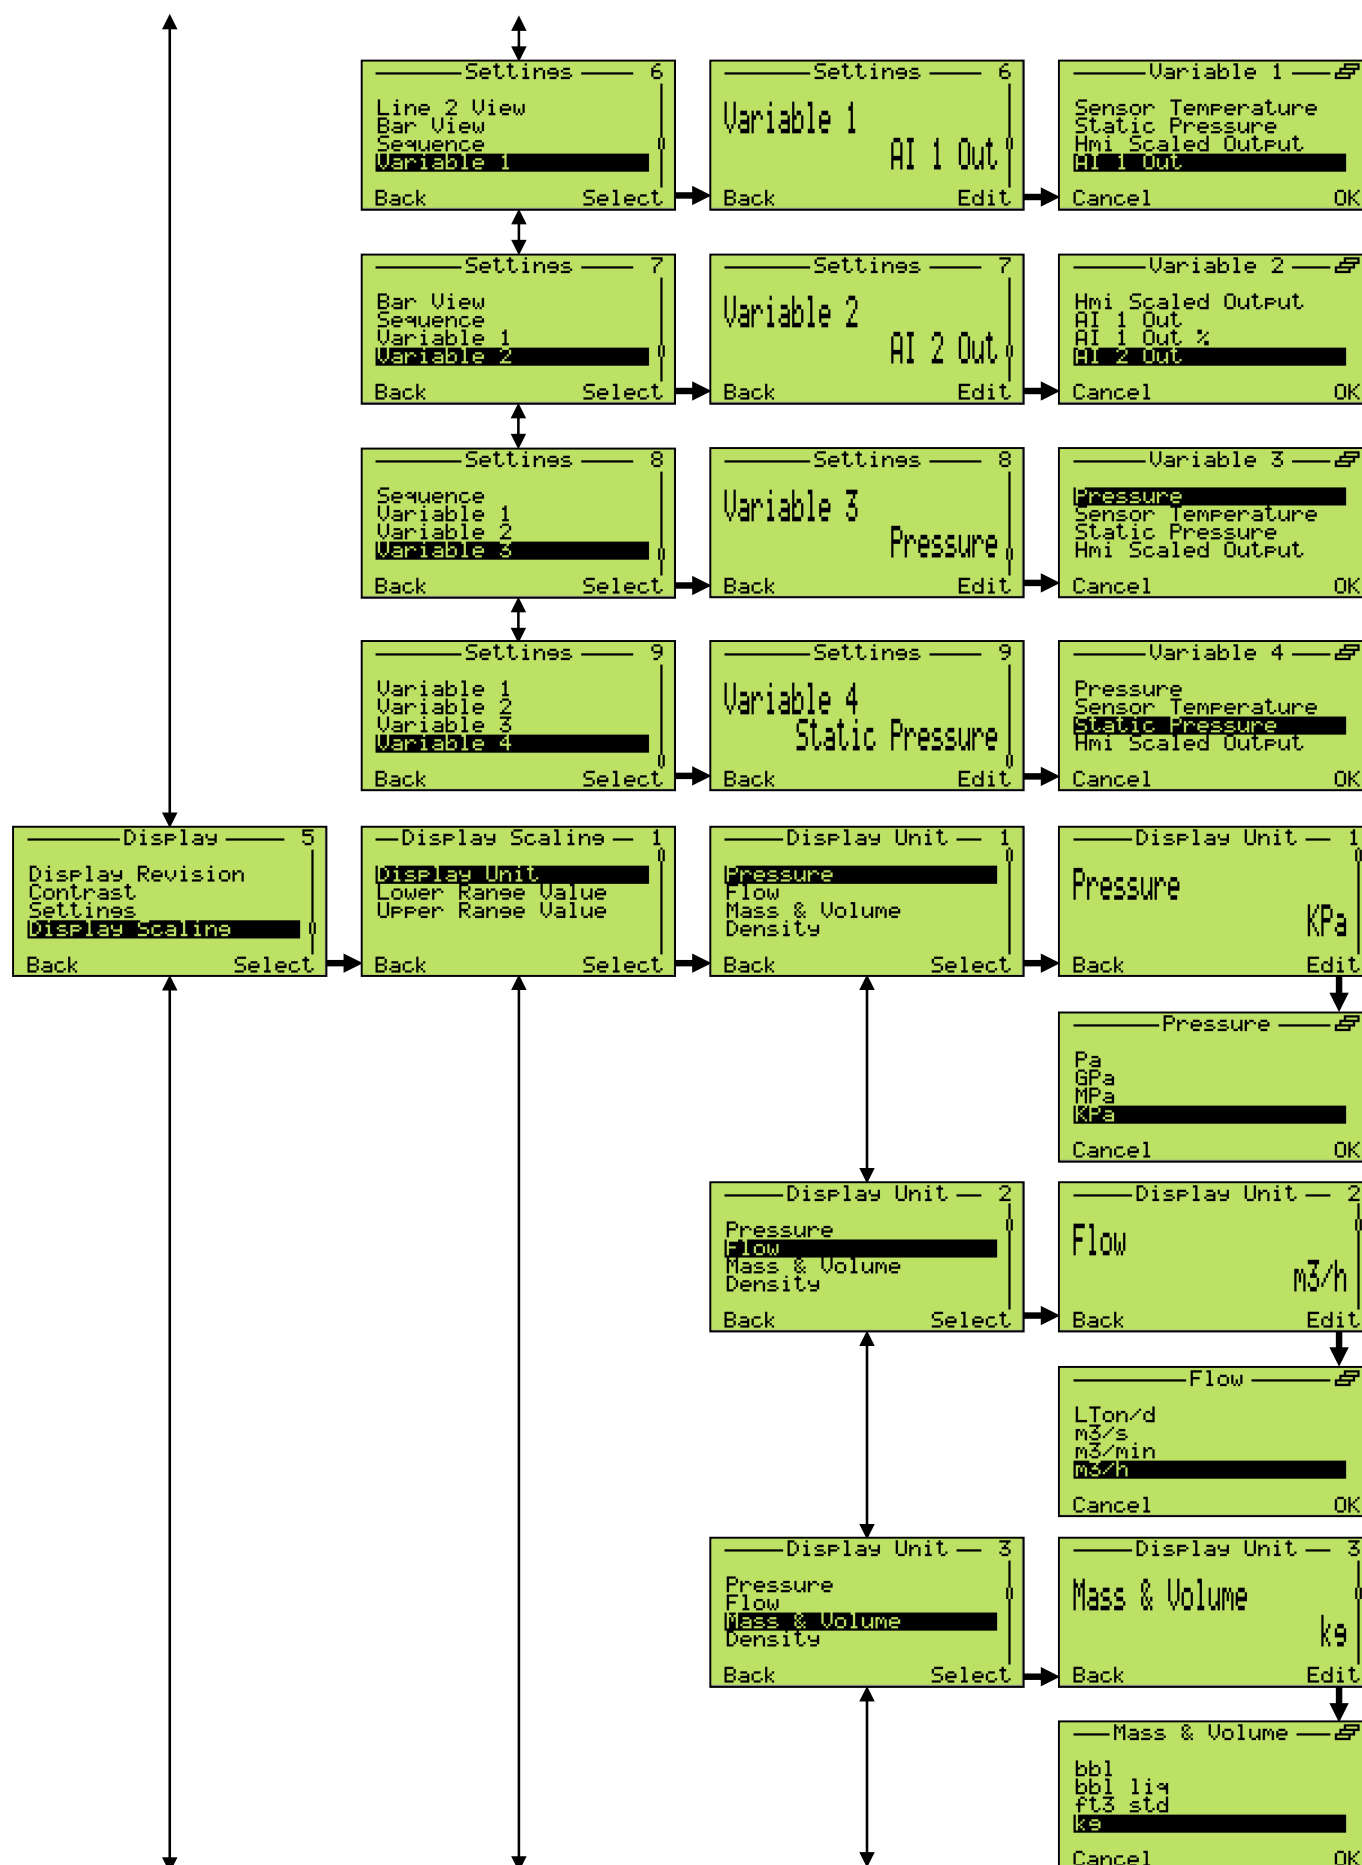 Settings 6
Line 2 View
Bar View
Sequence
Variable 1
Back Select
Settings 6
Variable 1
AI 1 Out
Back Edit
Variable 1
Sensor Temperature
Static Pressure
Hmi Scaled Output
AI 1 Out
Cancel OK
Settings 7
Bar View
Sequence
Variable 1
Variable 2
Back Select
Settings 7
Variable 2
AI 2 Out
Back Edit
Variable 2
Hmi Scaled Output
AI 1 Out
AI 1 Out %
AI 2 Out
Cancel OK
Settings 8
Sequence
Variable 1
Variable 2
Variable 3
Back Select
Settings 8
Variable 3
Pressure
Back Edit
Variable 3
Pressure
Sensor Temperature
Static Pressure
Hmi Scaled Output
Cancel OK
Settings 9
Variable 1
Variable 2
Variable 3
Variable 4
Back Select
Settings 9
Variable 4
Static Pressure
Back Edit
Variable 4
Pressure
Sensor Temperature
Static Pressure
Hmi Scaled Output
Cancel OK
Display 5
Display Revision
Contrast
Settings
Display Scaling
Back Select
Display Scaling 1
Display Unit
Lower Range Value
Upper Range Value
Back Select
Display Unit 1
Pressure
Flow
Mass & Volume
Density
Back Select
Display Unit 1
Pressure
KPa
Back Edit
Pressure
Pa
GPa
MPa
KPa
Cancel OK
Display Unit 2
Pressure
Flow
Mass & Volume
Density
Back Select
Display Unit 2
Flow
m3/h
Back Edit
Flow
LTon/d
m3/s
m3/min
m3/h
Cancel OK
Display Unit 3
Pressure
Flow
Mass & Volume
Density
Back Select
Display Unit 3
Mass & Volume
kg
Back Edit
Mass & Volume
bbl
bbl liq
ft3 std
kg
Cancel OK